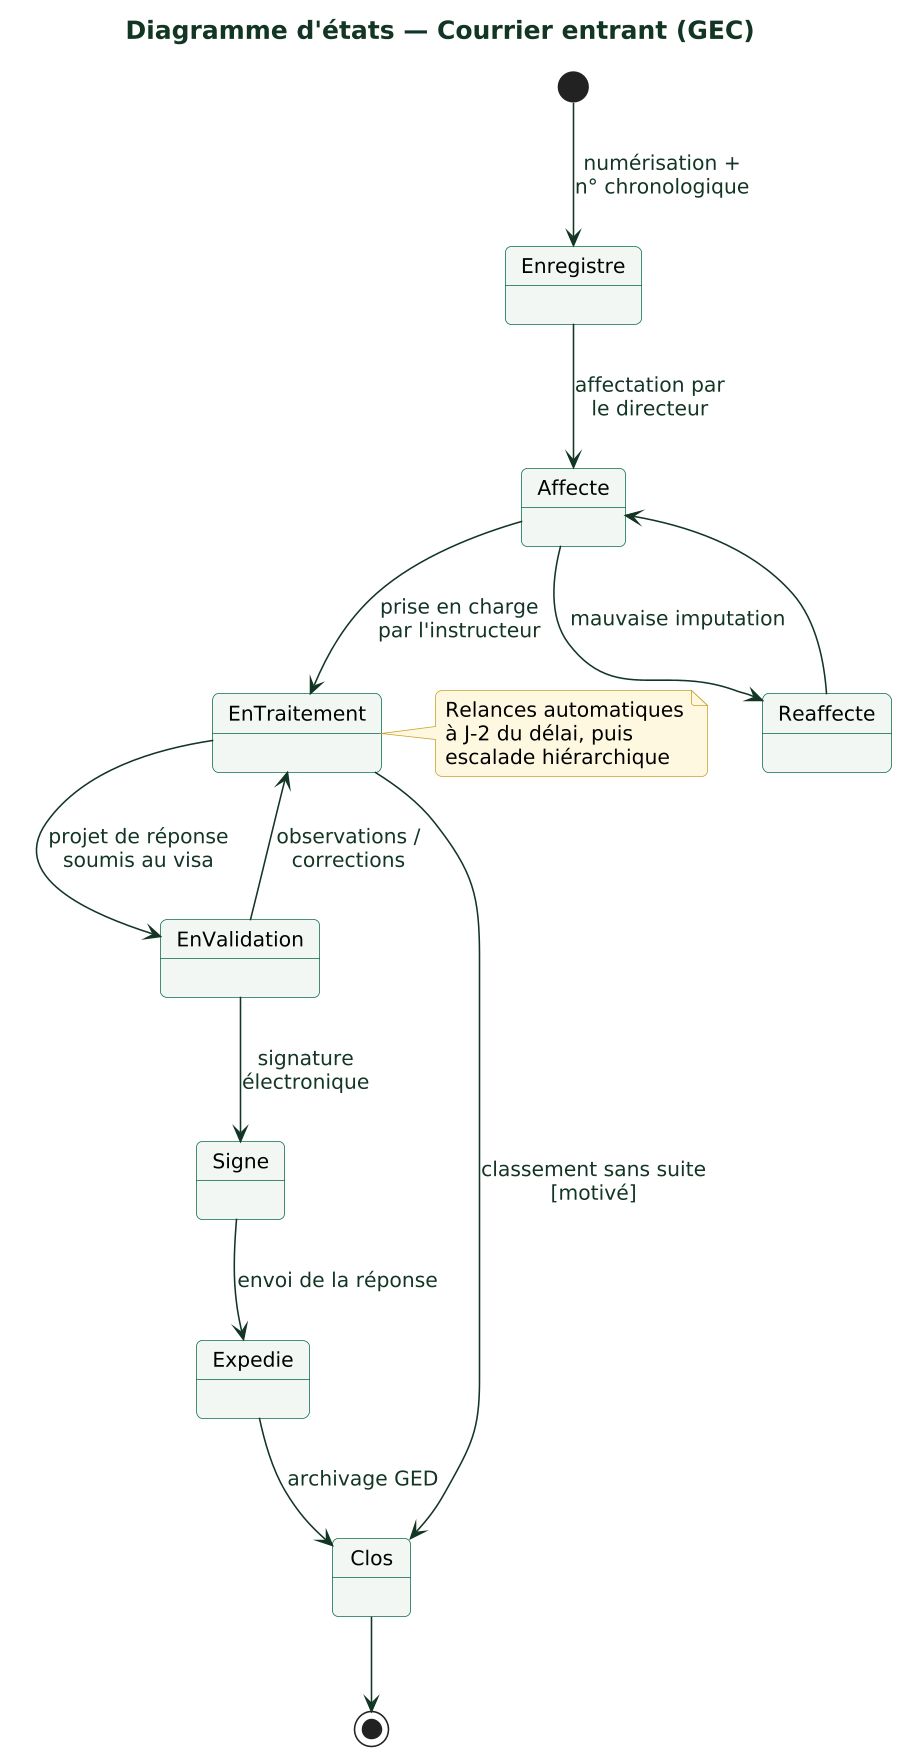 Diagramme d'états — Courrier entrant (GEC)
numérisation +
n° chronologique
Enregistre
affectation par
le directeur
Affecte
prise en charge
par l'instructeur
mauvaise imputation
EnTraitement
Relances automatiques
à J-2 du délai, puis
escalade hiérarchique
Reaffecte
projet de réponse
soumis au visa
observations /
corrections
EnValidation
signature
électronique
Signe
classement sans suite
[motivé]
envoi de la réponse
Expedie
archivage GED
Clos